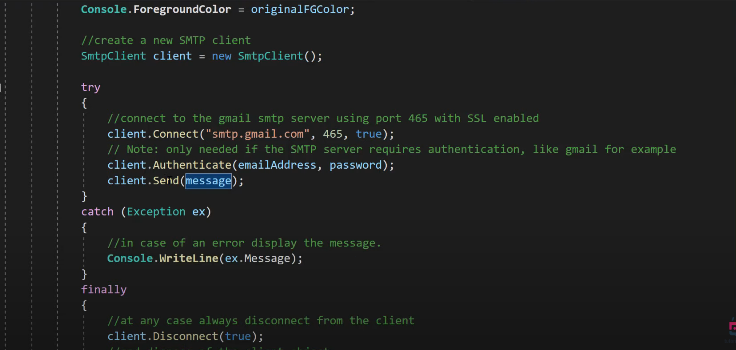 Console.ForegroundColor = originalFGColor;
//create a new SMTP client
SmtpClient client = new SmtpClient();
try
{
//connect to the gmail smtp server using port 465 with SSL enabled
client.Connect("smtp.gmail.com", 465, true);
// Note: only needed if the SMTP server requires authentication, like gmail for example
client.Authenticate(emailAddress, password);
client.Send(message);
}
catch (Exception ex)
{
//in case of an error display the message.
Console.WriteLine(ex.Message);
}
finally
{
//at any case always disconnect from the client
client.Disconnect(true);